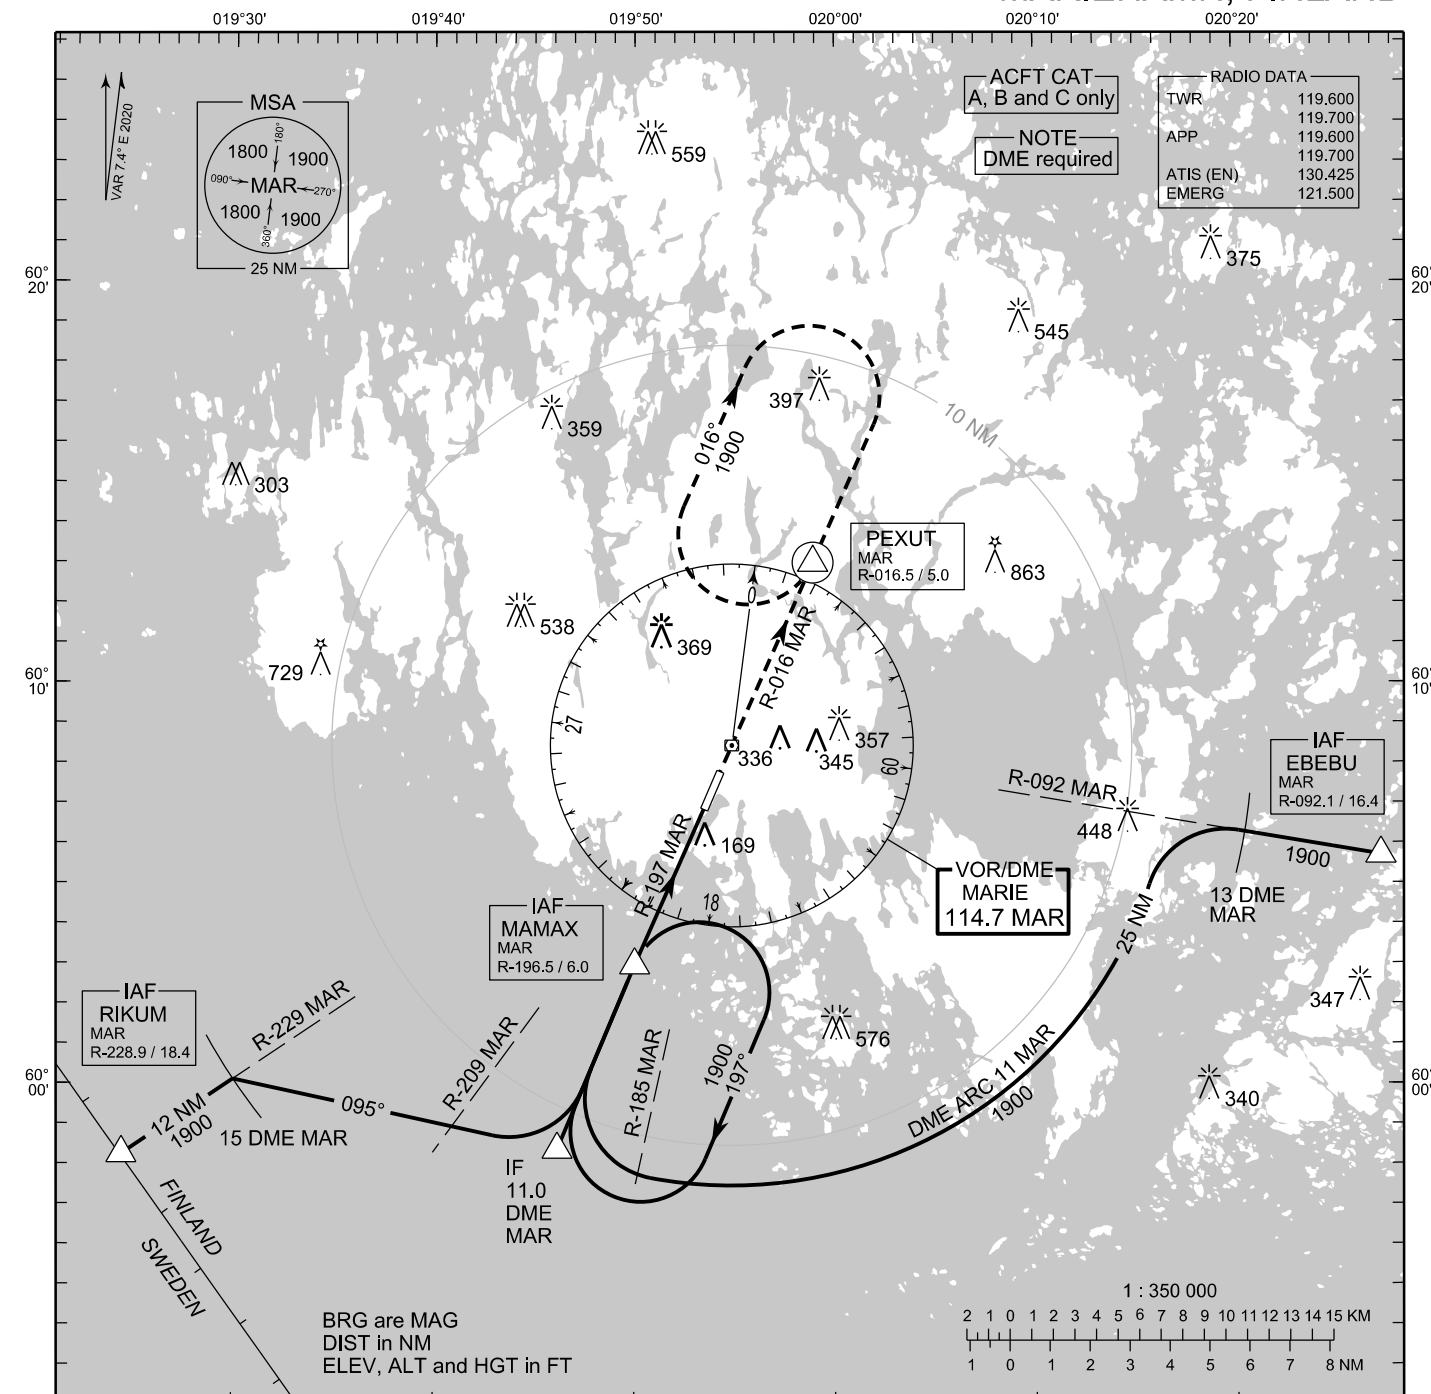 019°30' 019°40' 019°50' 020°00' 020°10' 020°20'
VAR 7.4° E 2020
MSA
180°
1800 1900
090° MAR 270°
1800 1900
360°
25 NM
ACFT CAT
A, B and C only
NOTE
DME required
RADIO DATA
TWR 119.600
119.700
APP 119.600
119.700
ATIS (EN) 130.425
EMERG 121.500
559
375
60°
20'
60°
20'
545
397
359
10 NM
016°
1900
303
PEXUT
MAR
R-016.5 / 5.0
863
0
538
369
R-016 MAR
729
60°
10'
60°
10'
27
357
336
345
09
IAF
EBEBU
MAR
R-092.1 / 16.4
R-092 MAR
448
169
1900
R-197 MAR
VOR/DME
MARIE
114.7 MAR
13 DME
MAR
18
25 NM
IAF
MAMAX
MAR
R-196.5 / 6.0
347
IAF
RIKUM
MAR
R-228.9 / 18.4
R-229 MAR
R-209 MAR
R-185 MAR
576
1900
197°
60°
00'
60°
00'
DME ARC 11 MAR
1900
340
12 NM
1900
095°
15 DME MAR
IF
11.0
DME
MAR
FINLAND
SWEDEN
1 : 350 000
2 1 0 1 2 3 4 5 6 7 8 9 10 11 12 13 14 15 KM
1 0 1 2 3 4 5 6 7 8 NM
BRG are MAG
DIST in NM
ELEV, ALT and HGT in FT